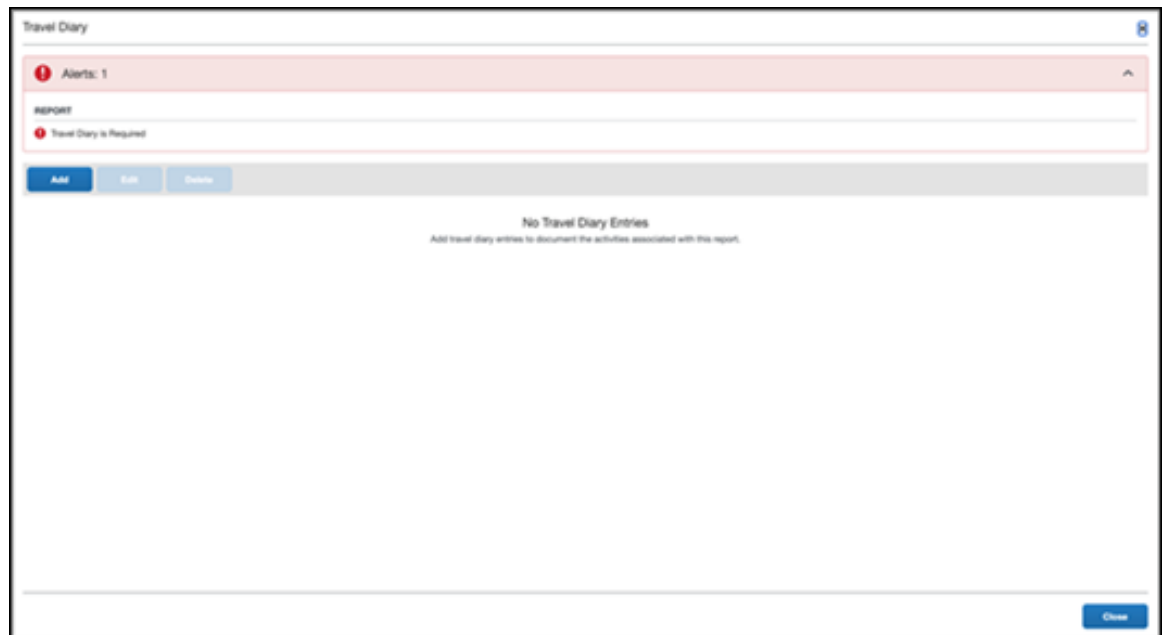 Travel Diary
Alerts: 1
REPORT
Travel Diary is Required
Add Edit Delete
No Travel Diary Entries
Add travel diary entries to document the activities associated with this report.
Close